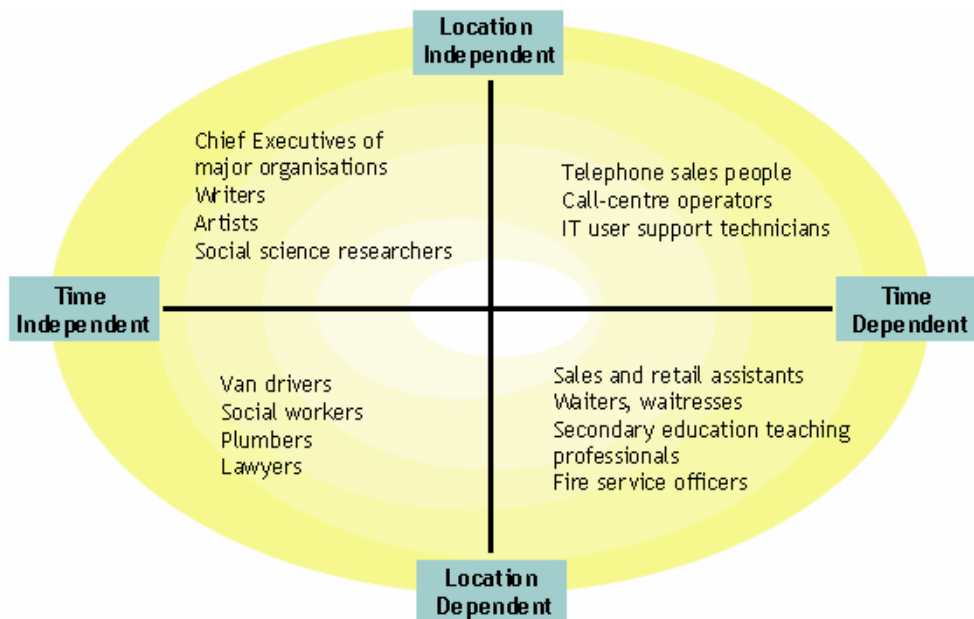 Location
Independent
Chief Executives of
major organisations
Writers
Artists
Social science researchers
Telephone sales people
Call-centre operators
IT user support technicians
Time
Independent
Time
Dependent
Van drivers
Social workers
Plumbers
Lawyers
Sales and retail assistants
Waiters, waitresses
Secondary education teaching
professionals
Fire service officers
Location
Dependent